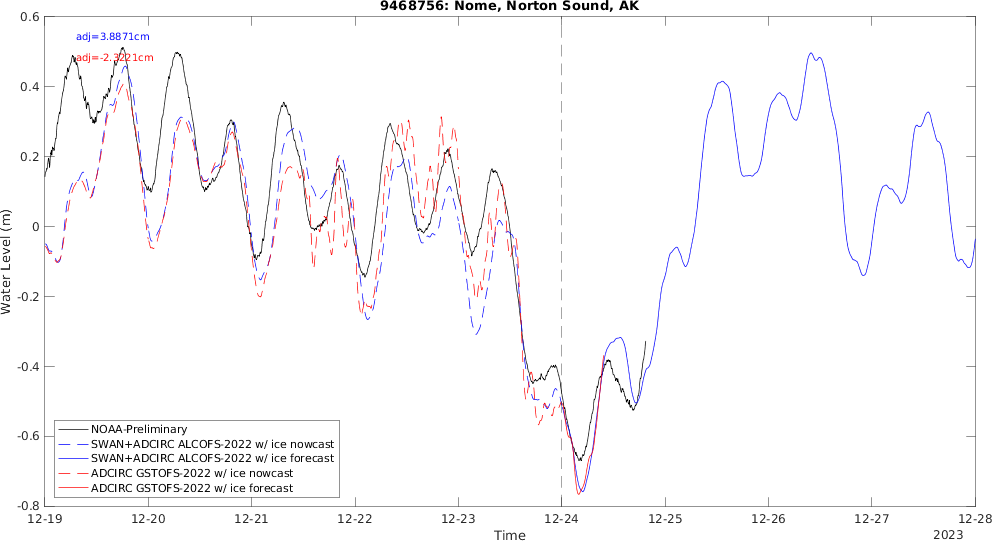 9468756: Nome, Norton Sound, AK
0.6
0.4
0.2
0
-0.2
-0.4
-0.6
-0.8
Water Level (m)
adj=3.8871cm
adj=-2.3221cm
NOAA-Preliminary
SWAN+ADCIRC ALCOFS-2022 w/ ice nowcast
SWAN+ADCIRC ALCOFS-2022 w/ ice forecast
ADCIRC GSTOFS-2022 w/ ice nowcast
ADCIRC GSTOFS-2022 w/ ice forecast
12-19 12-20 12-21 12-22 12-23 12-24 12-25 12-26 12-27 12-28
Time
2023